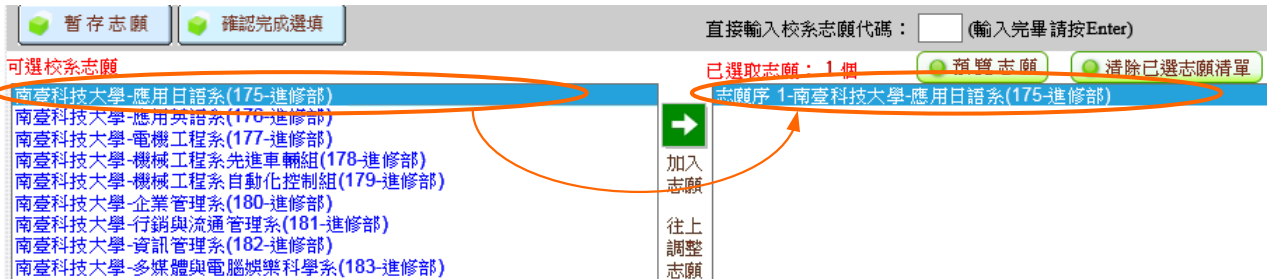 暫存志願 確認完成選填 直接輸入校系志願代碼： (輸入完畢請按Enter)
可選校系志願 已選取志願：1 個 預覽志願 清除已選志願清單
南臺科技大學-應用日語系(175-進修部)
南臺科技大學-應用英語系(176-進修部)
南臺科技大學-電機工程系(177-進修部)
南臺科技大學-機械工程系先進車輛組(178-進修部)
南臺科技大學-機械工程系自動化控制組(179-進修部)
南臺科技大學-企業管理系(180-進修部)
南臺科技大學-行銷與流通管理系(181-進修部)
南臺科技大學-資訊管理系(182-進修部)
南臺科技大學-多媒體與電腦娛樂科學系(183-進修部)
加入
志願
往上
調整
志願
志願序 1-南臺科技大學-應用日語系(175-進修部)